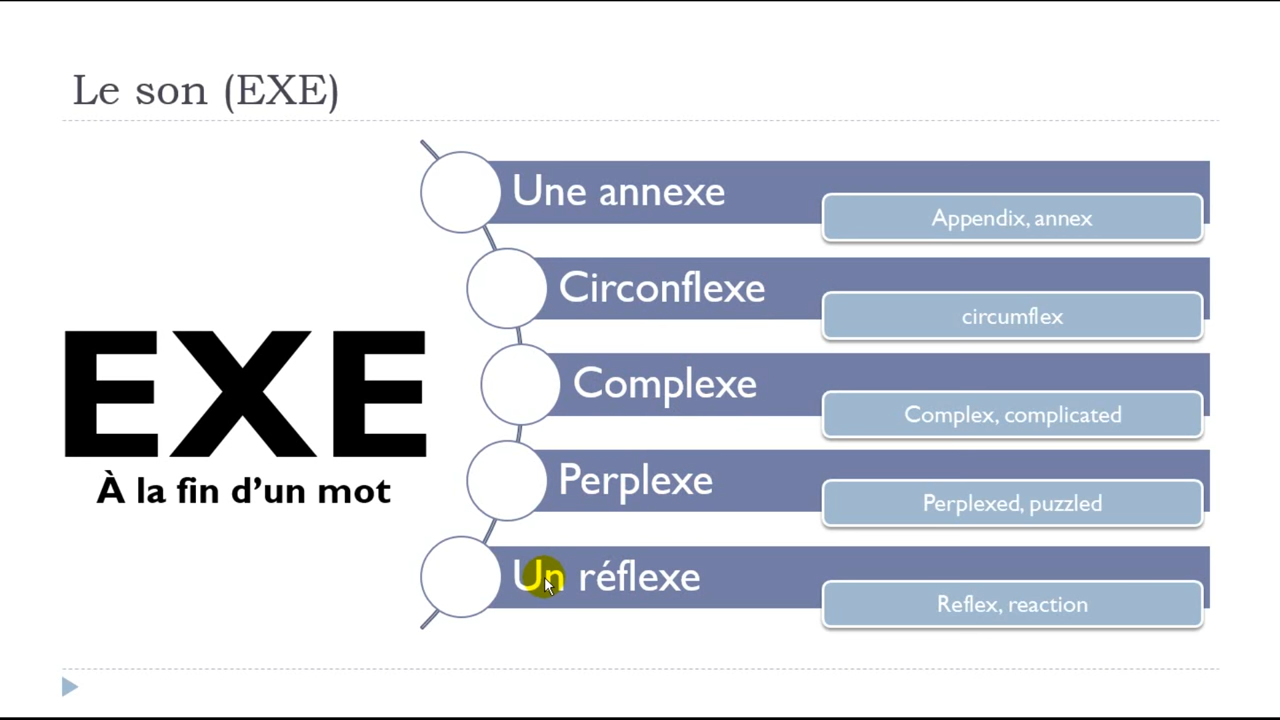 Le son (EXE)
EXE
À la fin d'un mot
Une annexe
Appendix, annex
Circonflexe
circumflex
Complexe
Complex, complicated
Perplexe
Perplexed, puzzled
Un réflexe
Reflex, reaction